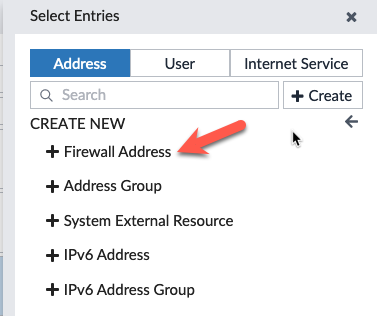 Select Entries
Address User Internet Service
Search + Create
CREATE NEW
+ Firewall Address
+ Address Group
+ System External Resource
+ IPv6 Address
+ IPv6 Address Group